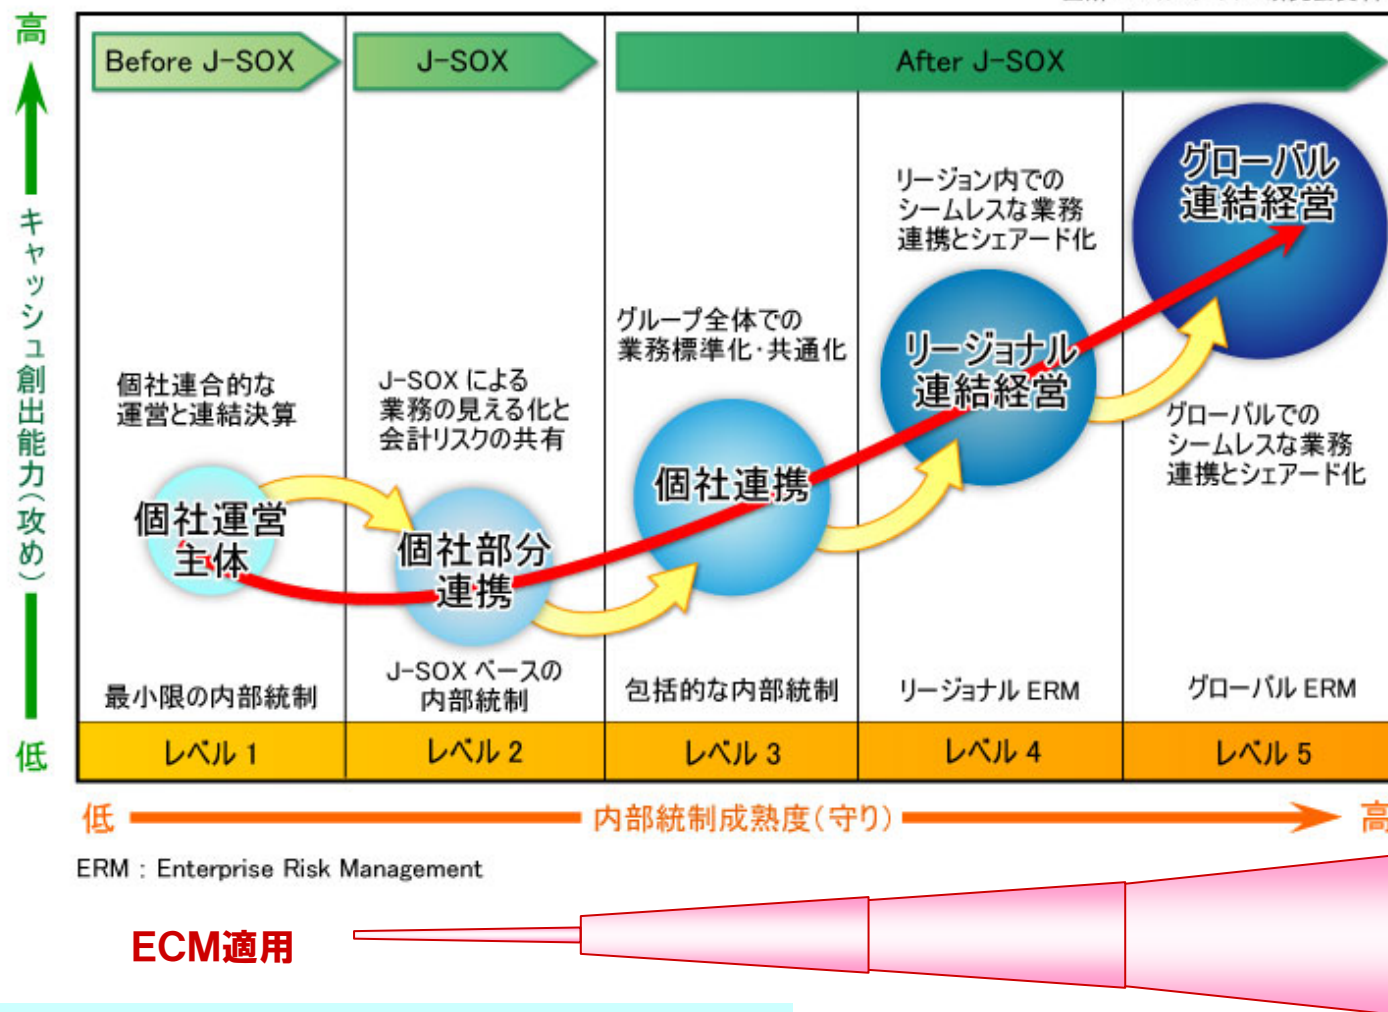 高
Before J-SOX
J-SOX
After J-SOX
キャッシュ創出能力(攻め)
低
個社連合的な
運営と連結決算
個社運営
主体
最小限の内部統制
レベル 1
J-SOX による
業務の見える化と
会計リスクの共有
個社部分
連携
J-SOX ベースの
内部統制
レベル 2
グループ全体での
業務標準化・共通化
個社連携
包括的な内部統制
レベル 3
リージョン内での
シームレスな業務
連携とシェアード化
リージョナル
連結経営
リージョナル ERM
レベル 4
グローバル
連結経営
グローバルでの
シームレスな業務
連携とシェアード化
グローバル ERM
レベル 5
低
内部統制成熟度(守り)
高
ERM : Enterprise Risk Management
ECM適用